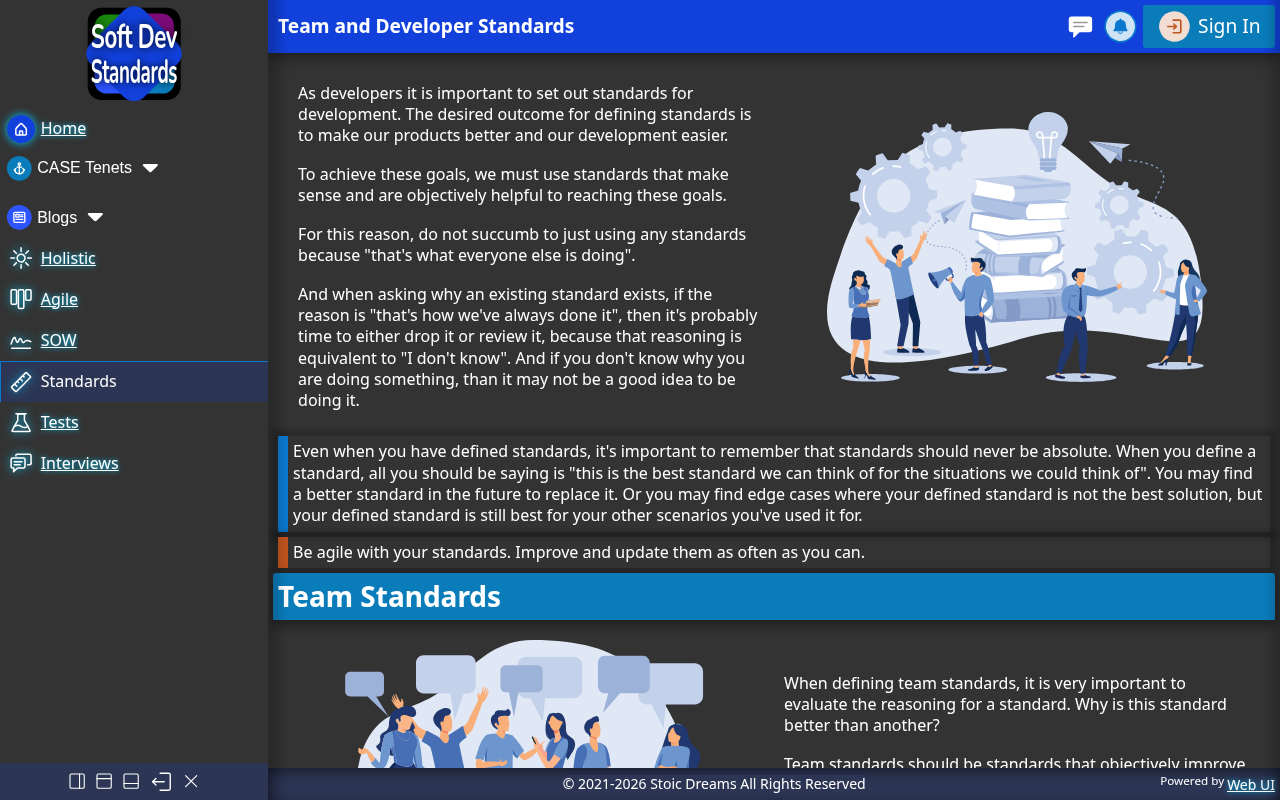 Soft Dev
Standards
Home
CASE Tenets
Blogs
Holistic
Agile
SOW
Standards
Tests
Interviews
Team and Developer Standards
Sign In
As developers it is important to set out standards for
development. The desired outcome for defining standards is
to make our products better and our development easier.
To achieve these goals, we must use standards that make
sense and are objectively helpful to reaching these goals.
For this reason, do not succumb to just using any standards
because "that's what everyone else is doing".
And when asking why an existing standard exists, if the
reason is "that's how we've always done it", then it's probably
time to either drop it or review it, because that reasoning is
equivalent to "I don't know". And if you don't know why you
are doing something, than it may not be a good idea to be
doing it.
Even when you have defined standards, it's important to remember that standards should never be absolute. When you define a
standard, all you should be saying is "this is the best standard we can think of for the situations we could think of". You may find
a better standard in the future to replace it. Or you may find edge cases where your defined standard is not the best solution, but
your defined standard is still best for your other scenarios you've used it for.
Be agile with your standards. Improve and update them as often as you can.
Team Standards
When defining team standards, it is very important to
evaluate the reasoning for a standard. Why is this standard
better than another?
Team standards should be standards that objectively improve
© 2021-2026 Stoic Dreams All Rights Reserved
Powered by Web UI